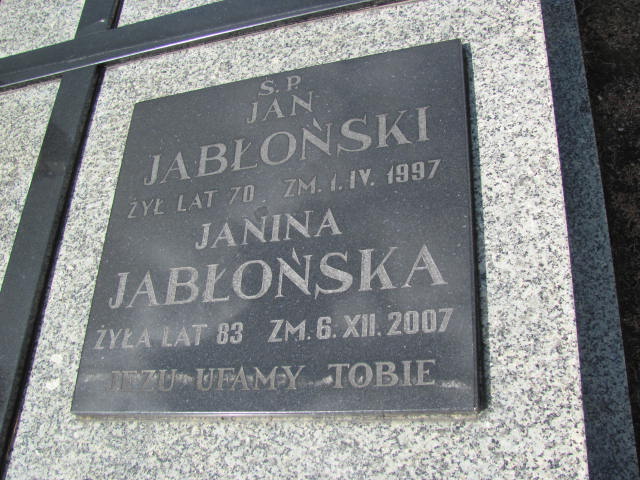 Ś.P.
JAN
JABŁOŃSKI
ŻYŁ LAT 70 ZM. 1. IV. 1997
JANINA
JABŁOŃSKA
ŻYŁA LAT 83 ZM. 6. XII. 2007
JEZU UFAMY TOBIE